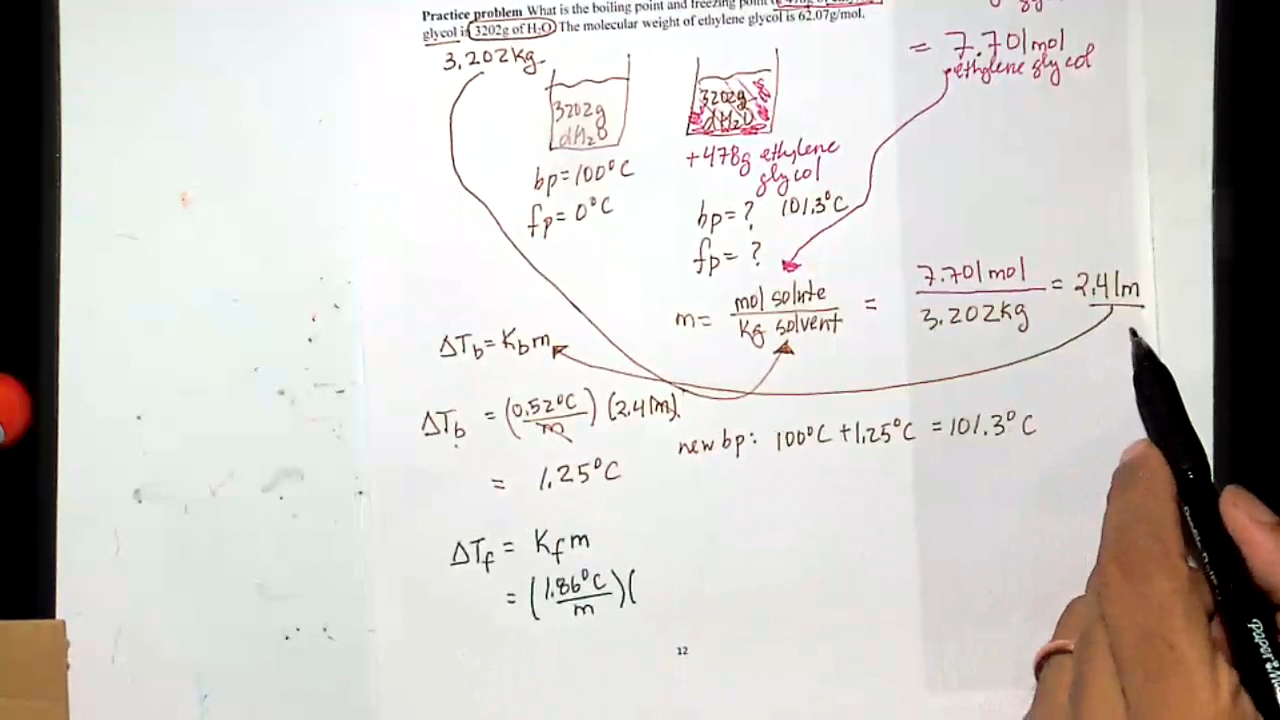 Practice problem What is the boiling point and freezing point
glycol is 3202g of H2O The molecular weight of ethylene glycol is 62.07g/mol.
3.202kg
= 7.701mol
ethylene glycol
3202g
dH2O
3202g
dH2O
+478g ethylene
glycol
bp=100°C
fp=0°C
bp=? 101.3°C
fp=?
m= mol solute / kg solvent = 7.701mol / 3.202kg = 2.41m
ΔTb=Kbm
ΔTb = (0.52°C / m)(2.41m)
new bp: 100°C +1.25°C =101.3°C
= 1.25°C
ΔTf = Kfm
= (1.86°C / m)(
12